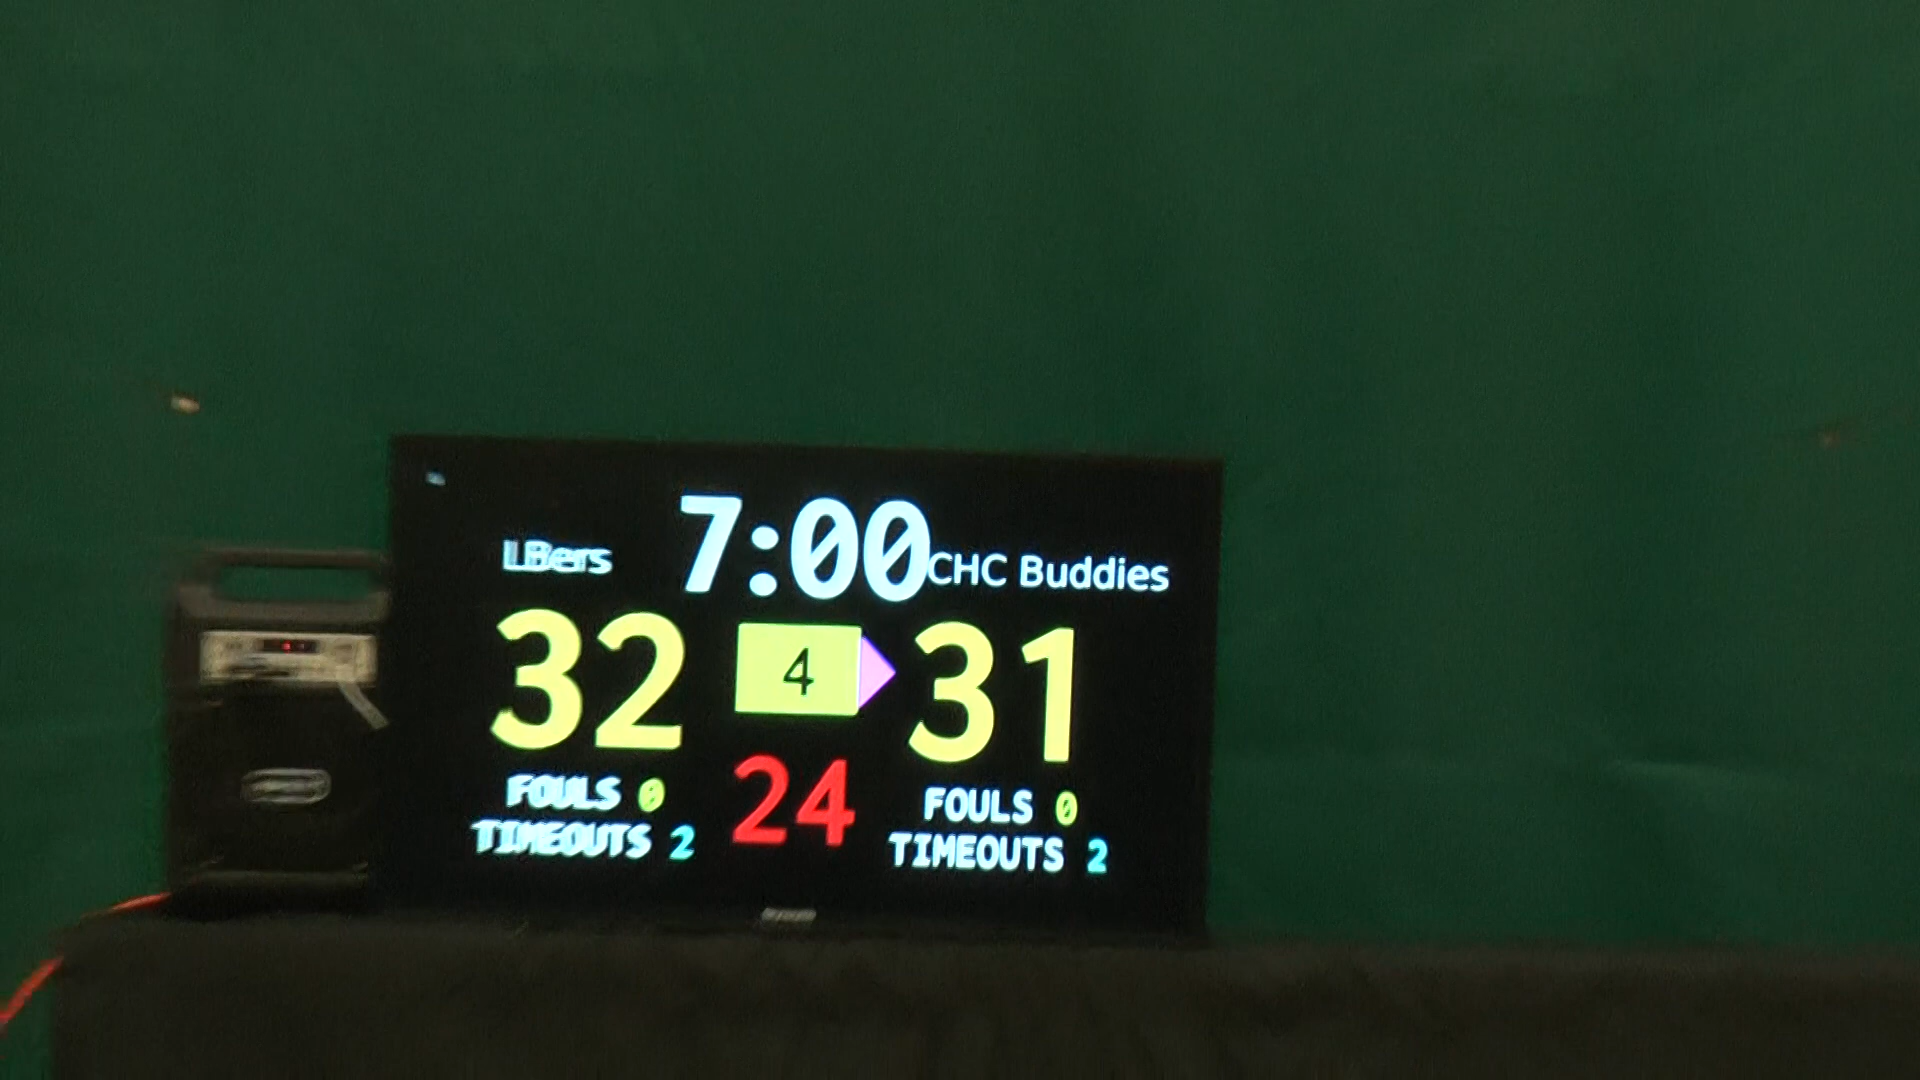 7:00
LBers
CHC Buddies
32 4 31
24
FOULS 0
TIMEOUTS 2
FOULS 0
TIMEOUTS 2